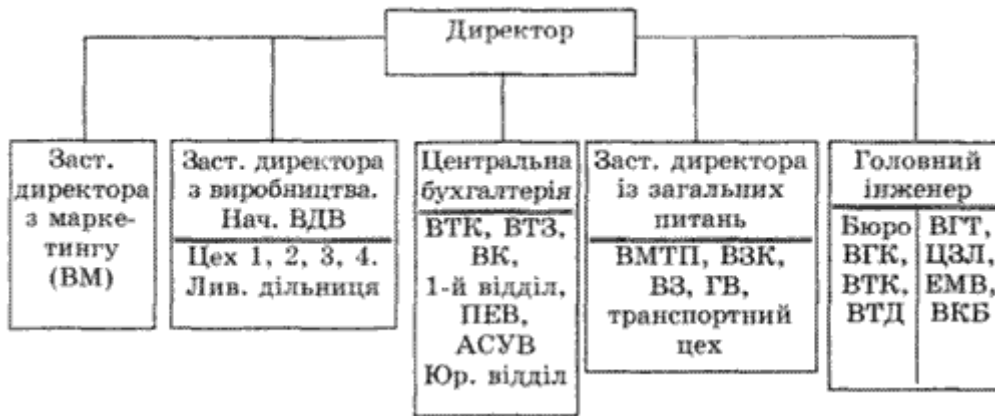 Директор
Заст.
директора
з марке-
тингу
(ВМ)
Заст. директора
з виробництва.
Нач. ВДВ
Цех 1, 2, 3, 4.
Лив. дільниця
Центральна
бухгалтерія
ВТК, ВТЗ,
ВК,
1-й відділ,
ПЕВ,
АСУВ
Юр. відділ
Заст. директора
із загальних
питань
ВМТП, ВЗК,
ВЗ, ГВ,
транспортний
цех
Головний
інженер
Бюро
ВГК,
ВТК,
ВТД
ВГТ,
ЦЗЛ,
ЕМВ,
ВКБ